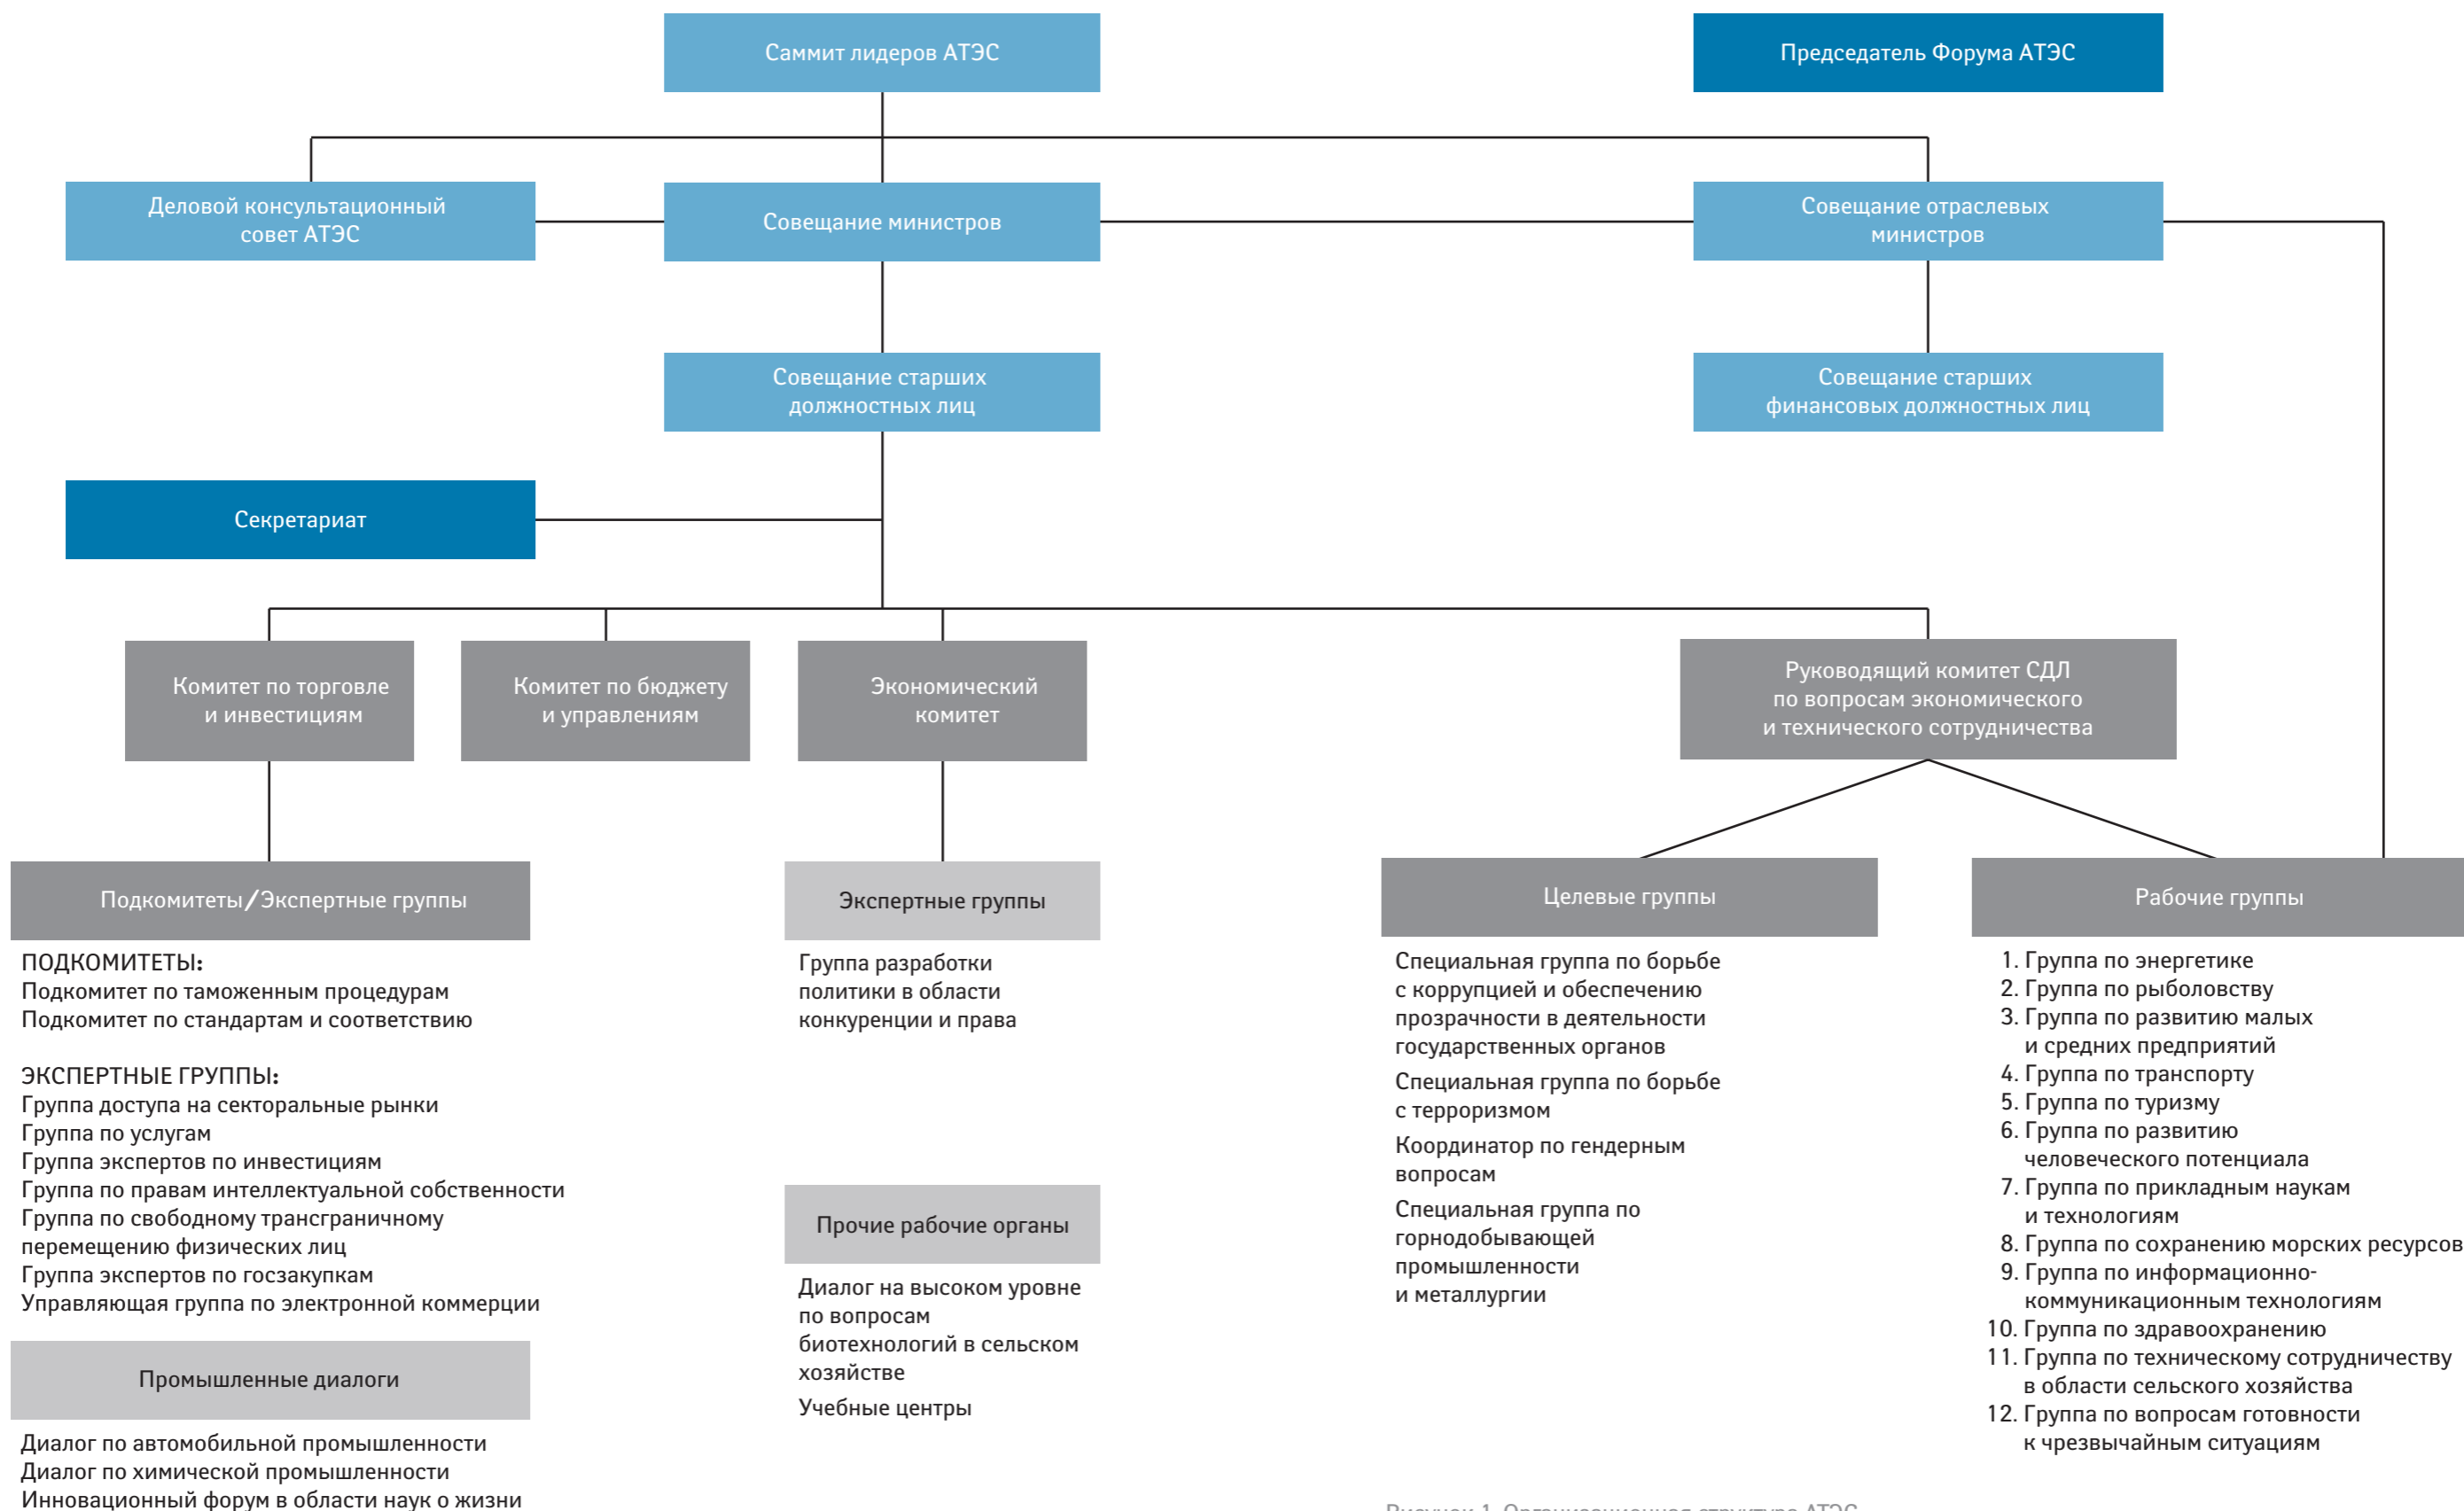 Саммит лидеров АТЭС
Председатель Форума АТЭС
Деловой консультационный
совет АТЭС
Совещание министров
Совещание отраслевых
министров
Совещание старших
должностных лиц
Совещание старших
финансовых должностных лиц
Секретариат
Комитет по торговле
и инвестициям
Комитет по бюджету
и управлениям
Экономический
комитет
Руководящий комитет СДЛ
по вопросам экономического
и технического сотрудничества
Подкомитеты/Экспертные группы
ПОДКОМИТЕТЫ:
Подкомитет по таможенным процедурам
Подкомитет по стандартам и соответствию
ЭКСПЕРТНЫЕ ГРУППЫ:
Группа доступа на секторальные рынки
Группа по услугам
Группа экспертов по инвестициям
Группа по правам интеллектуальной собственности
Группа по свободному трансграничному
перемещению физических лиц
Группа экспертов по госзакупкам
Управляющая группа по электронной коммерции
Промышленные диалоги
Диалог по автомобильной промышленности
Диалог по химической промышленности
Инновационный форум в области наук о жизни
Экспертные группы
Группа разработки
политики в области
конкуренции и права
Прочие рабочие органы
Диалог на высоком уровне
по вопросам
биотехнологий в сельском
хозяйстве
Учебные центры
Целевые группы
Специальная группа по борьбе
с коррупцией и обеспечению
прозрачности в деятельности
государственных органов
Специальная группа по борьбе
с терроризмом
Координатор по гендерным
вопросам
Специальная группа по
горнодобывающей
промышленности
и металлургии
Рабочие группы
1. Группа по энергетике
2. Группа по рыболовству
3. Группа по развитию малых
и средних предприятий
4. Группа по транспорту
5. Группа по туризму
6. Группа по развитию
человеческого потенциала
7. Группа по прикладным наукам
и технологиям
8. Группа по сохранению морских ресурсов
9. Группа по информационно-
коммуникационным технологиям
10. Группа по здравоохранению
11. Группа по техническому сотрудничеству
в области сельского хозяйства
12. Группа по вопросам готовности
к чрезвычайным ситуациям
Рисунок 1. Организационная структура АТЭС